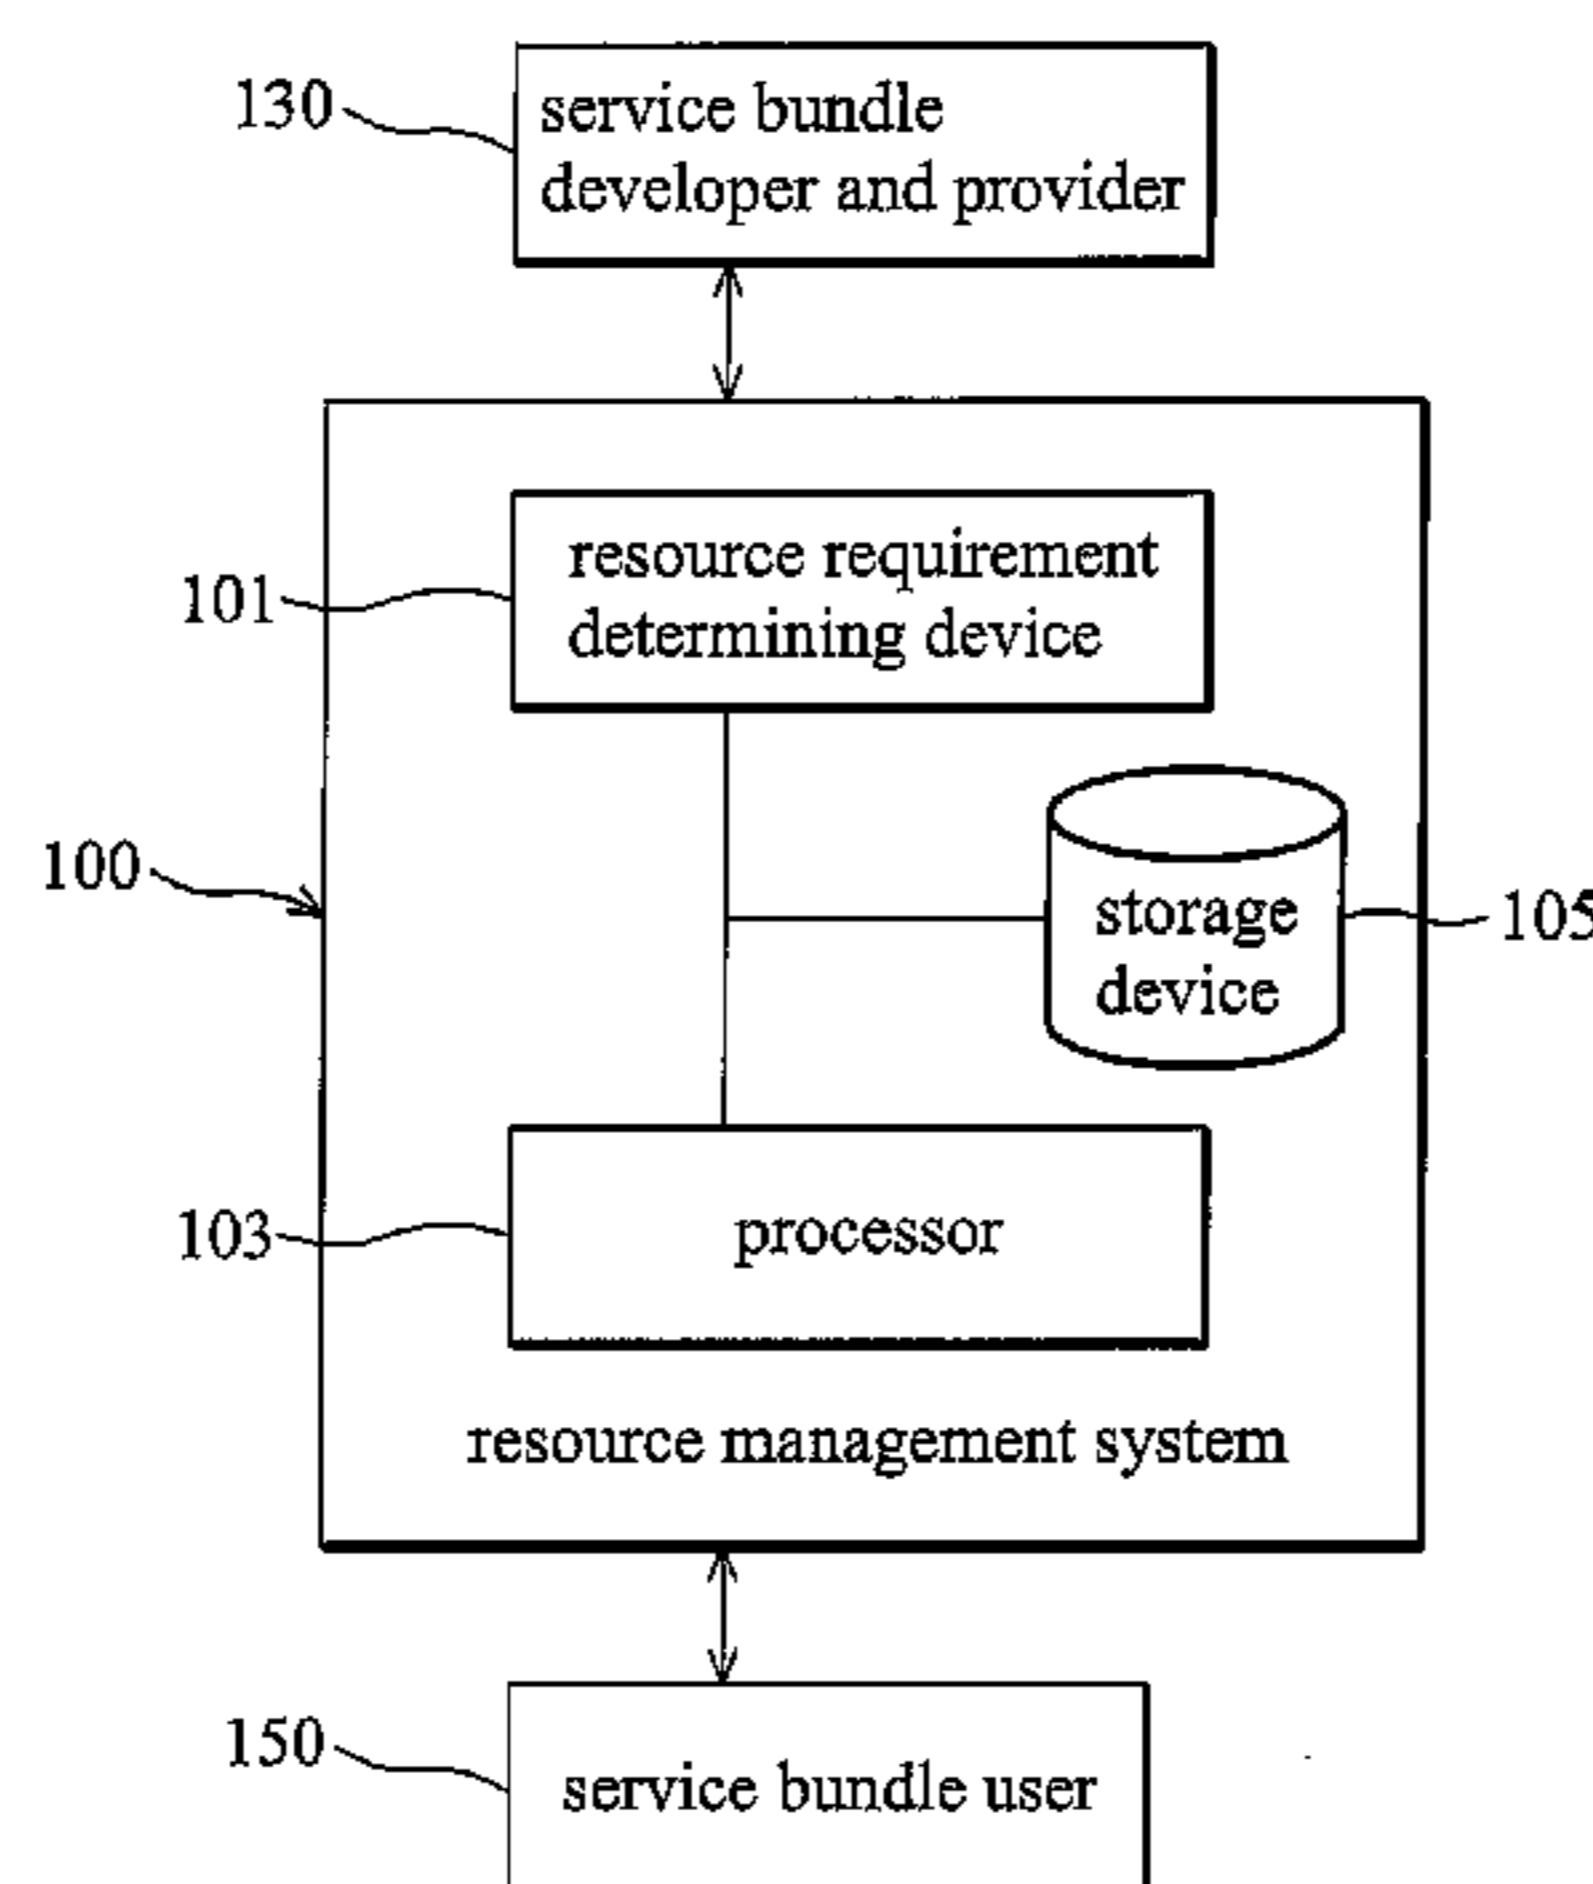 130
service bundle
developer and provider
resource requirement
determining device
101
100
storage
device
105
103
processor
resource management system
150
service bundle user